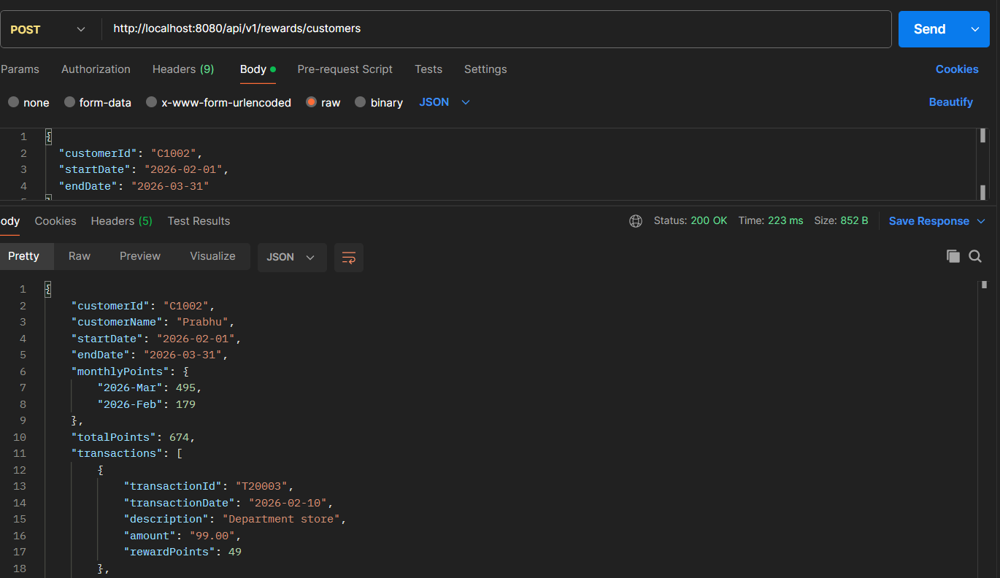 POST http://localhost:8080/api/v1/rewards/customers Send
Params Authorization Headers (9) Body Pre-request Script Tests Settings Cookies
none form-data x-www-form-urlencoded raw binary JSON Beautify
1 {
2 "customerId": "C1002",
3 "startDate": "2026-02-01",
4 "endDate": "2026-03-31"
5 }
ody Cookies Headers (5) Test Results Status: 200 OK Time: 223 ms Size: 852 B Save Response
Pretty Raw Preview Visualize JSON
1 {
2 "customerId": "C1002",
3 "customerName": "Prabhu",
4 "startDate": "2026-02-01",
5 "endDate": "2026-03-31",
6 "monthlyPoints": {
7 "2026-Mar": 495,
8 "2026-Feb": 179
9 },
10 "totalPoints": 674,
11 "transactions": [
12 {
13 "transactionId": "T20003",
14 "transactionDate": "2026-02-10",
15 "description": "Department store",
16 "amount": "99.00",
17 "rewardPoints": 49
18 },